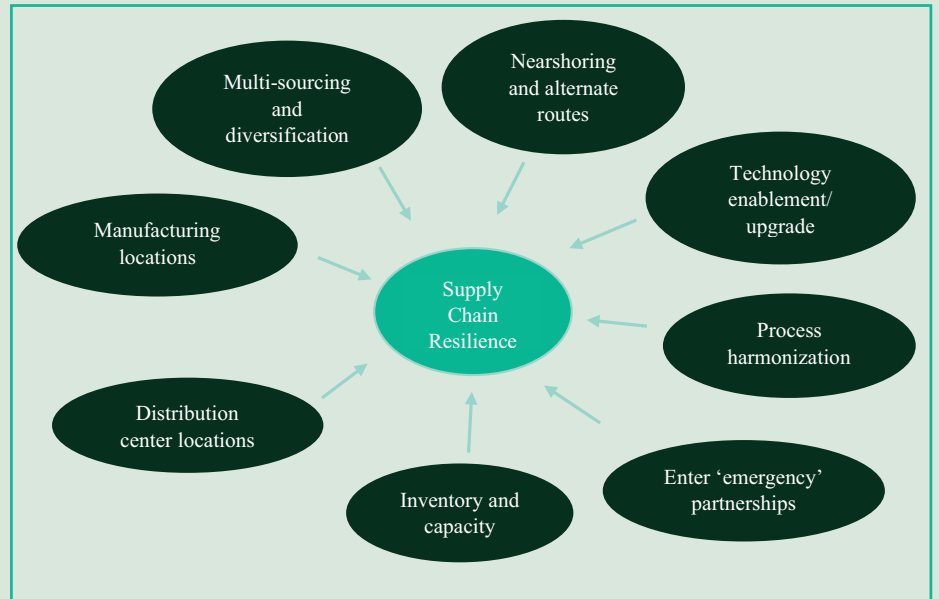 Nearshoring
and alternate
routes
Multi-sourcing
and
diversification
Technology
enablement/
upgrade
Manufacturing
locations
Supply
Chain
Resilience
Process
harmonization
Distribution
center locations
Enter ‘emergency’
partnerships
Inventory and
capacity